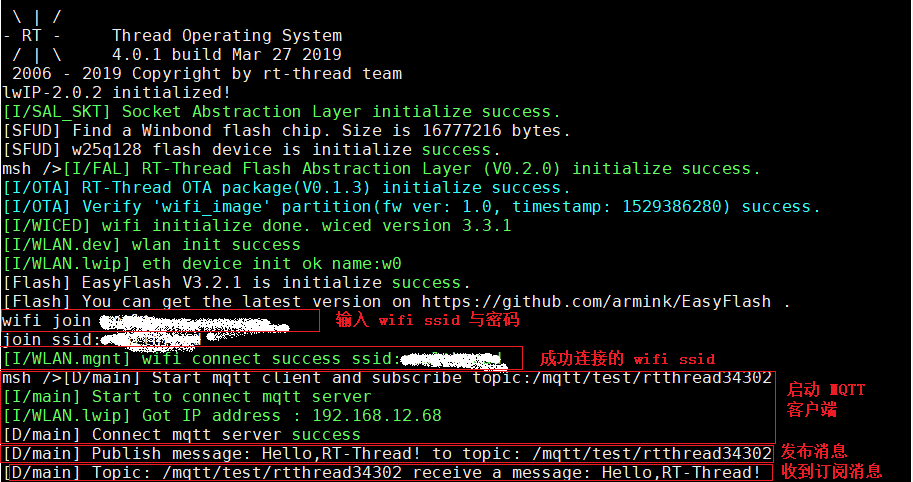 \ | /
- RT -     Thread Operating System
/ | \     4.0.1 build Mar 27 2019
2006 - 2019 Copyright by rt-thread team
lwIP-2.0.2 initialized!
[I/SAL_SKT] Socket Abstraction Layer initialize success.
[SFUD] Find a Winbond flash chip. Size is 16777216 bytes.
[SFUD] w25q128 flash device is initialize success.
msh />[I/FAL] RT-Thread Flash Abstraction Layer (V0.2.0) initialize success.
[I/OTA] RT-Thread OTA package(V0.1.3) initialize success.
[I/OTA] Verify 'wifi_image' partition(fw ver: 1.0, timestamp: 1529386280) success.
[I/WICED] wifi initialize done. wiced version 3.3.1
[I/WLAN.dev] wlan init success
[I/WLAN.lwip] eth device init ok name:w0
[Flash] EasyFlash V3.2.1 is initialize success.
[Flash] You can get the latest version on https://github.com/armink/EasyFlash .
wifi join 输入 wifi ssid 与密码
join ssid:
[I/WLAN.mgnt] wifi connect success ssid: 成功连接的 wifi ssid
msh />[D/main] Start mqtt client and subscribe topic:/mqtt/test/rtthread34302
[I/main] Start to connect mqtt server
[I/WLAN.lwip] Got IP address : 192.168.12.68
[D/main] Connect mqtt server success
启动 MQTT
客户端
[D/main] Publish message: Hello,RT-Thread! to topic: /mqtt/test/rtthread34302 发布消息
[D/main] Topic: /mqtt/test/rtthread34302 receive a message: Hello,RT-Thread! 收到订阅消息